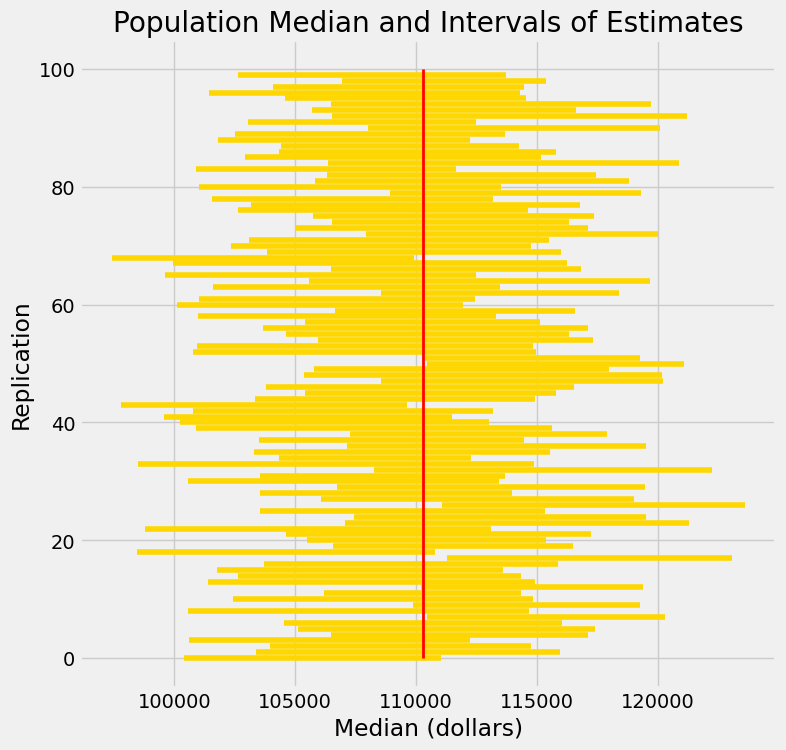 Population Median and Intervals of Estimates
100
80
60
40
20
0
Replication
100000 105000 110000 115000 120000
Median (dollars)